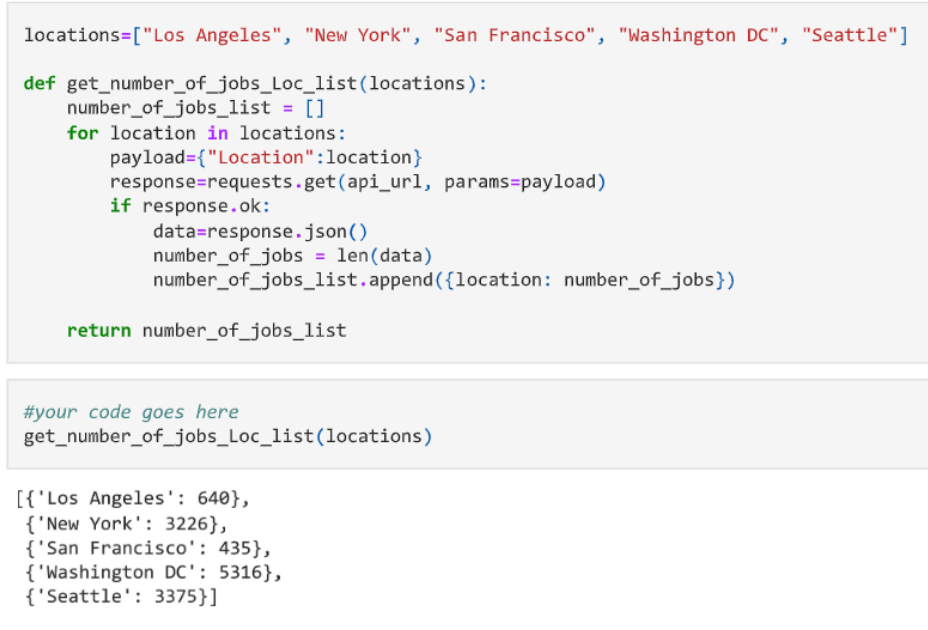 locations=["Los Angeles", "New York", "San Francisco", "Washington DC", "Seattle"]
def get_number_of_jobs_Loc_list(locations):
    number_of_jobs_list = []
    for location in locations:
        payload={"Location":location}
        response=requests.get(api_url, params=payload)
        if response.ok:
            data=response.json()
            number_of_jobs = len(data)
            number_of_jobs_list.append({location: number_of_jobs})
    return number_of_jobs_list
#your code goes here
get_number_of_jobs_Loc_list(locations)
[{'Los Angeles': 640},
 {'New York': 3226},
 {'San Francisco': 435},
 {'Washington DC': 5316},
 {'Seattle': 3375}]